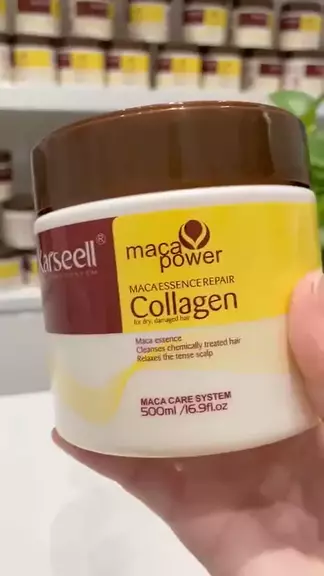 Karseell®
maca
power
MACA ESSENCE REPAIR
Collagen
for dry, damaged hair
Maca essence
Cleanses chemically treated hair
Relaxes the tense scalp
MACA CARE SYSTEM
500ml /16.9fl.oz